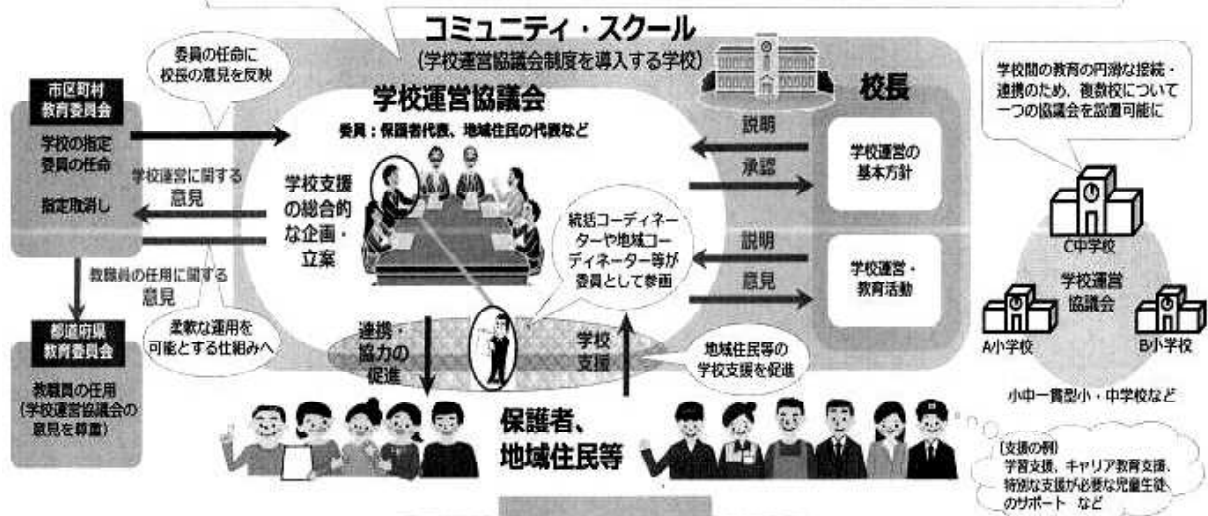 コミュニティ・スクール
(学校運営協議会制度を導入する学校)
委員の任命に
校長の意見を反映
市区町村
教育委員会
学校の指定
委員の任命
指定取消し
学校運営に関する
意見
教職員の任用に関する
意見
柔軟な運用を
可能とする仕組みへ
都道府県
教育委員会
教職員の任用
(学校運営協議会の
意見を尊重)
学校運営協議会
委員:保護者代表、地域住民の代表など
学校支援
の総合的
な企画・
立案
統括コーディネー
ターや地域コー
ディネーター等が
委員として参画
連携・
協力の
促進
学校
支援
地域住民等の
学校支援を促進
保護者、
地域住民等
説明
承認
説明
意見
校長
学校運営の
基本方針
学校運営・
教育活動
学校間の教育の円滑な接続・
連携のため、複数校について
一つの協議会を設置可能に
C中学校
学校運営
協議会
A小学校
B小学校
小中一貫型小・中学校など
[支援の例]
学習支援、キャリア教育支援、
特別な支援が必要な児童生徒
のサポート など